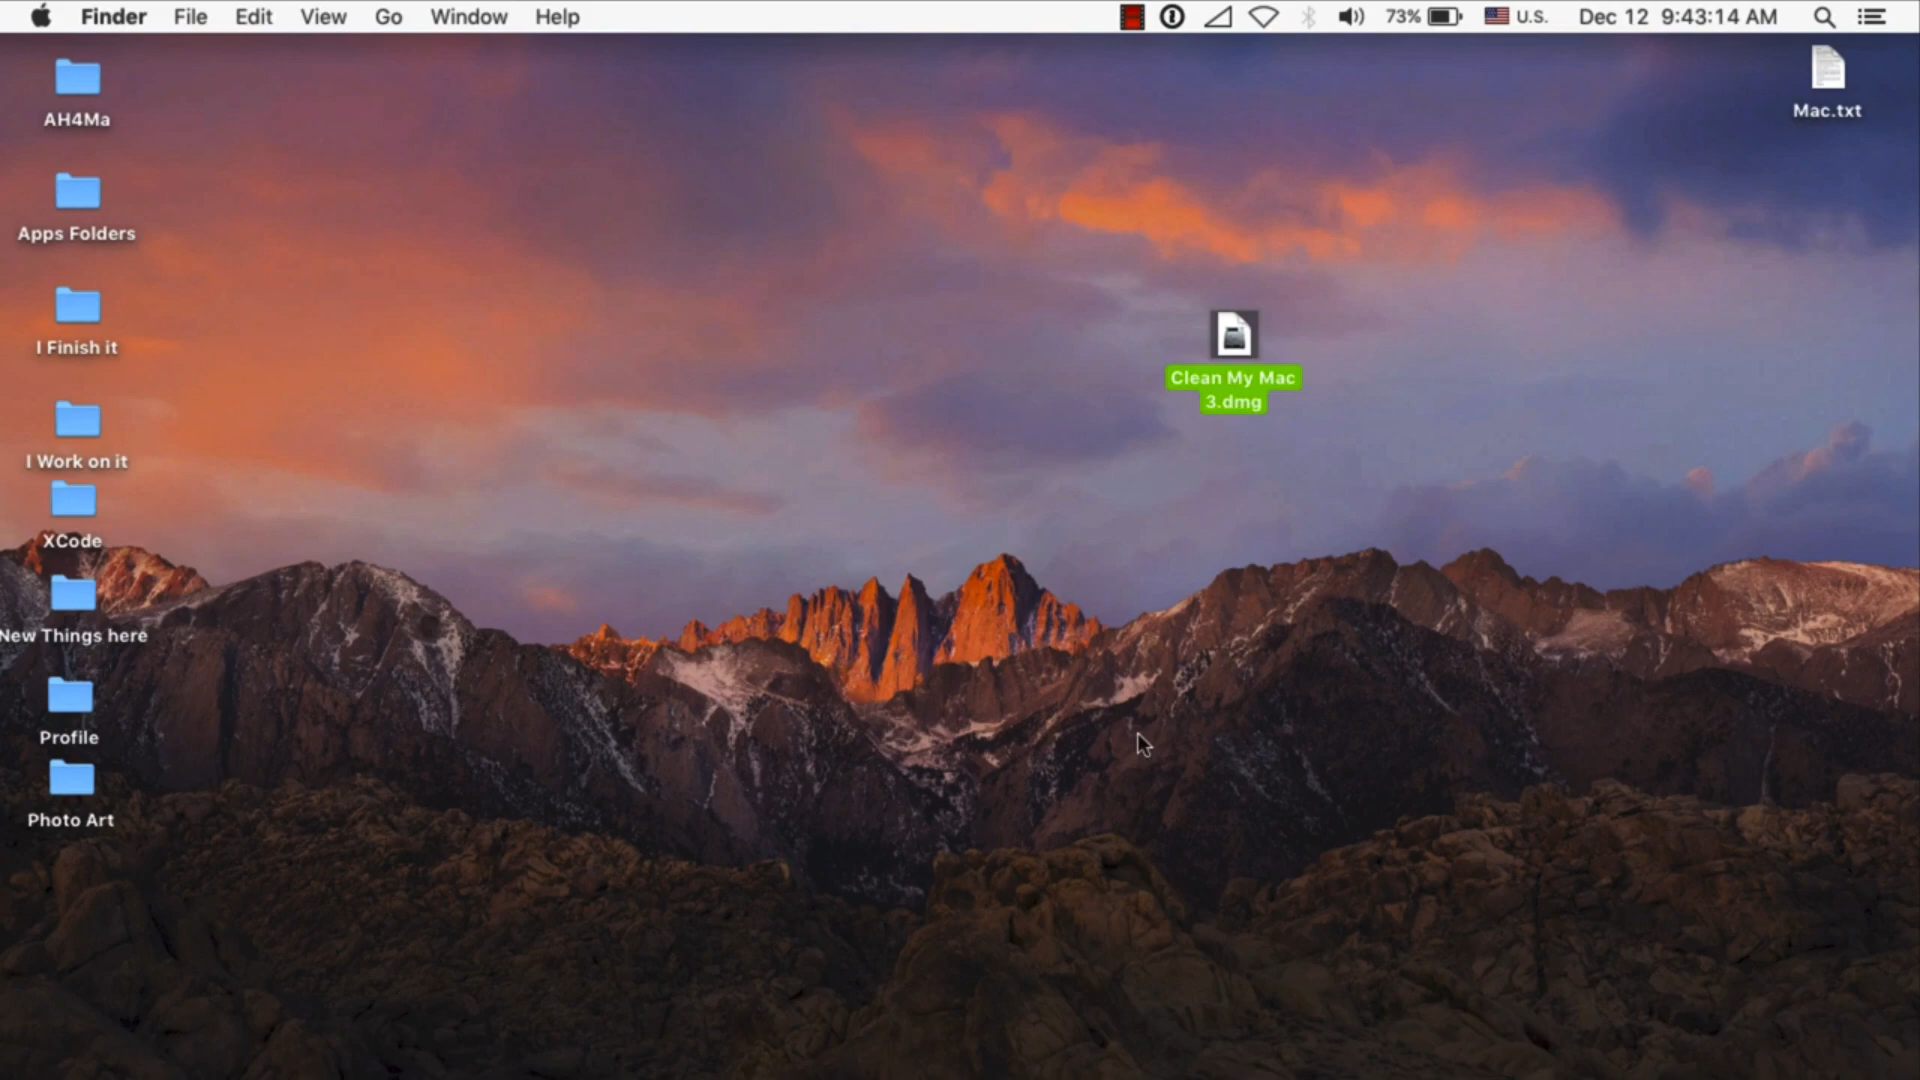 Finder File Edit View Go Window Help 73% U.S. Dec 12 9:43:14 AM
AH4Ma
Mac.txt
Apps Folders
I Finish it
Clean My Mac
3.dmg
I Work on it
XCode
New Things here
Profile
Photo Art